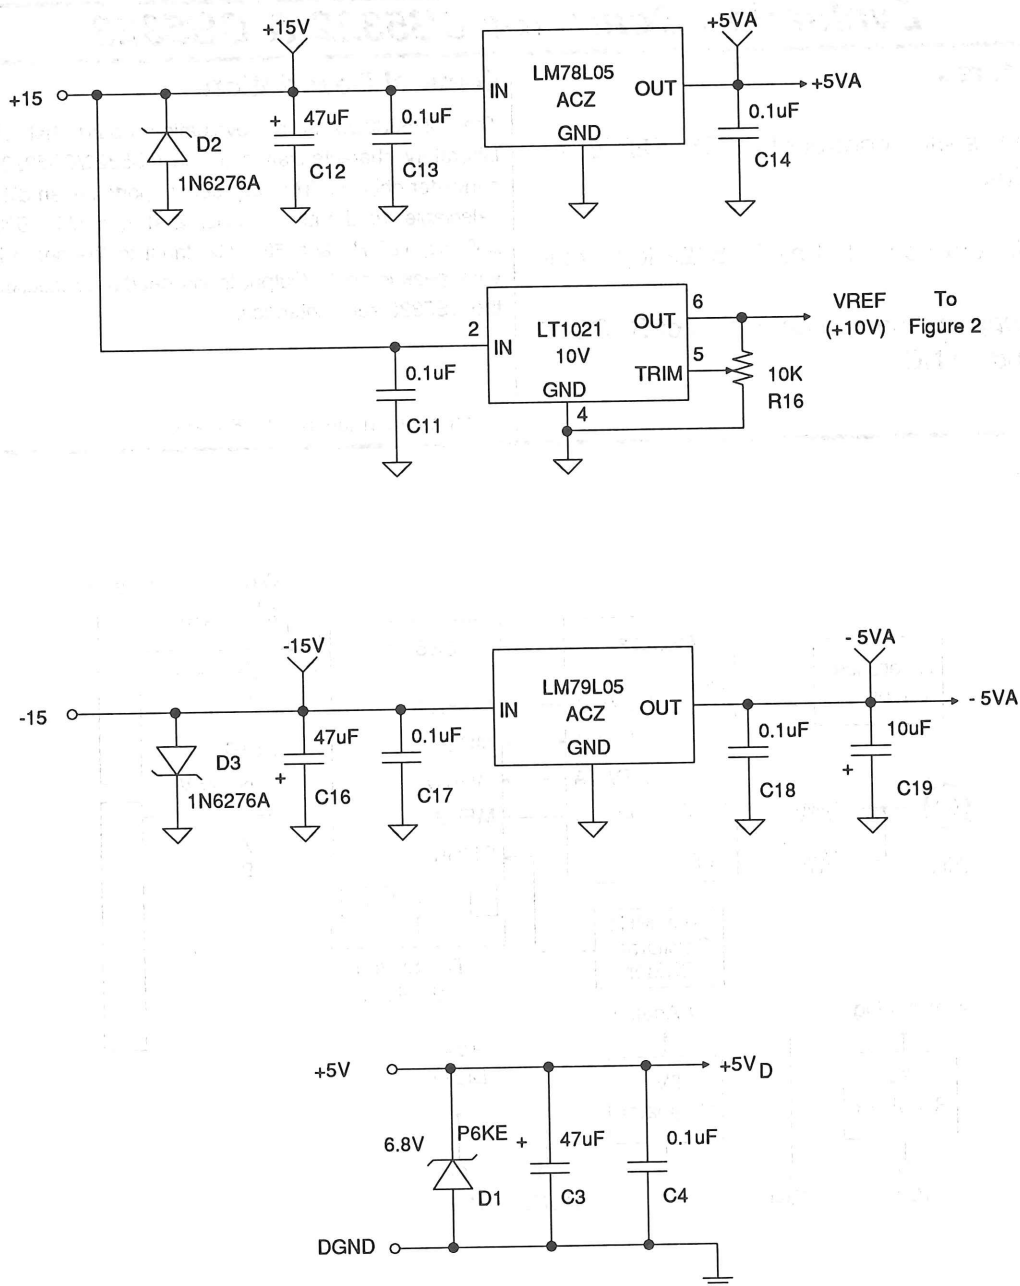 +15V
+15
D2
1N6276A
+
47uF
C12
0.1uF
C13
IN
LM78L05
ACZ
GND
OUT
+5VA
+5VA
0.1uF
C14
2
IN
LT1021
10V
GND
4
OUT
6
TRIM
5
10K
R16
VREF
(+10V)
To
Figure 2
0.1uF
C11
-15V
-15
D3
1N6276A
47uF
+
C16
0.1uF
C17
IN
LM79L05
ACZ
GND
OUT
- 5VA
- 5VA
0.1uF
C18
10uF
+
C19
+5V
+5VD
6.8V
P6KE
D1
+
47uF
C3
0.1uF
C4
DGND